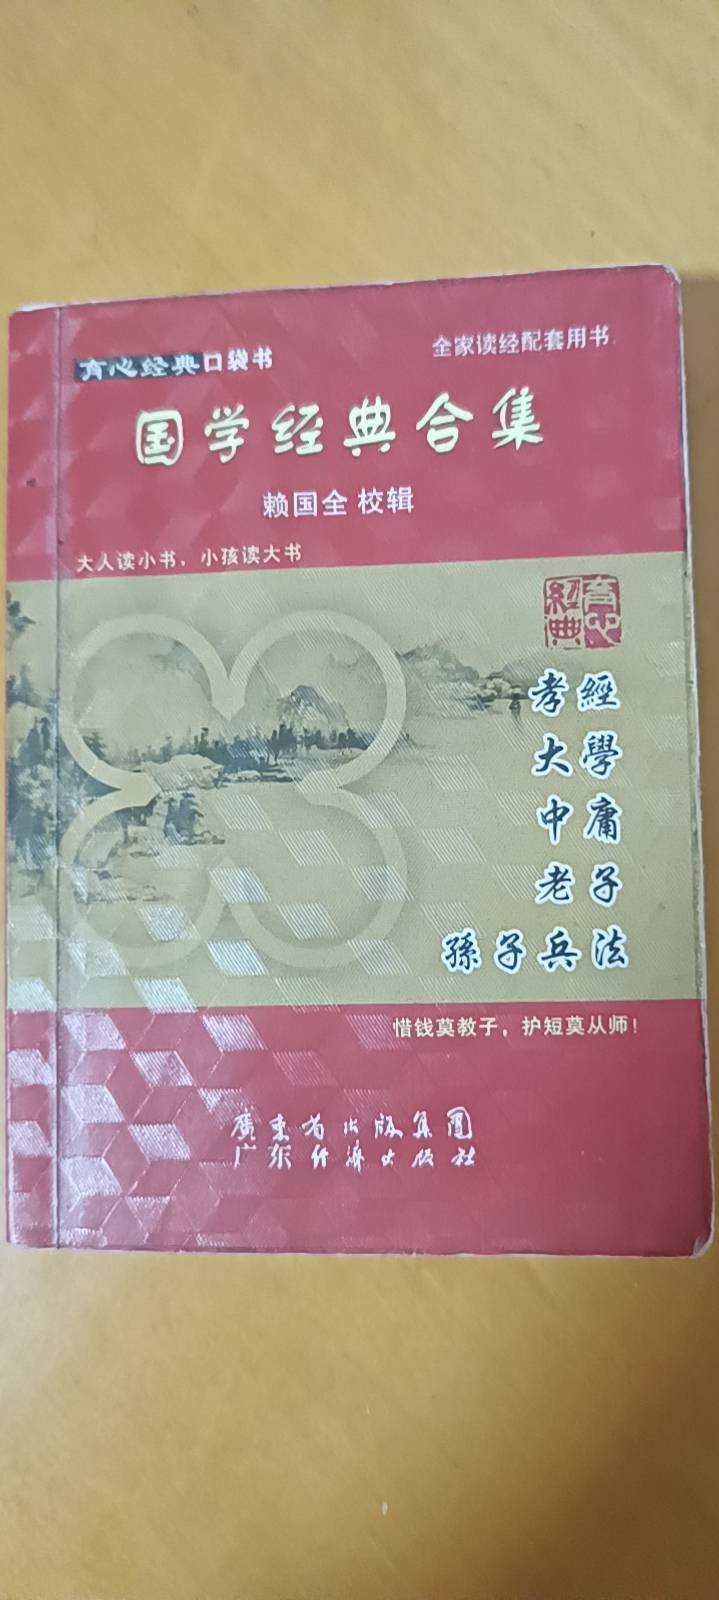 育心经典口袋书
全家读经配套用书
国学经典合集
赖国全 校辑
大人读小书，小孩读大书
育心經典
孝經
大學
中庸
老子
孫子兵法
惜钱莫教子，护短莫从师！
廣東省出版集團
广东经济出版社